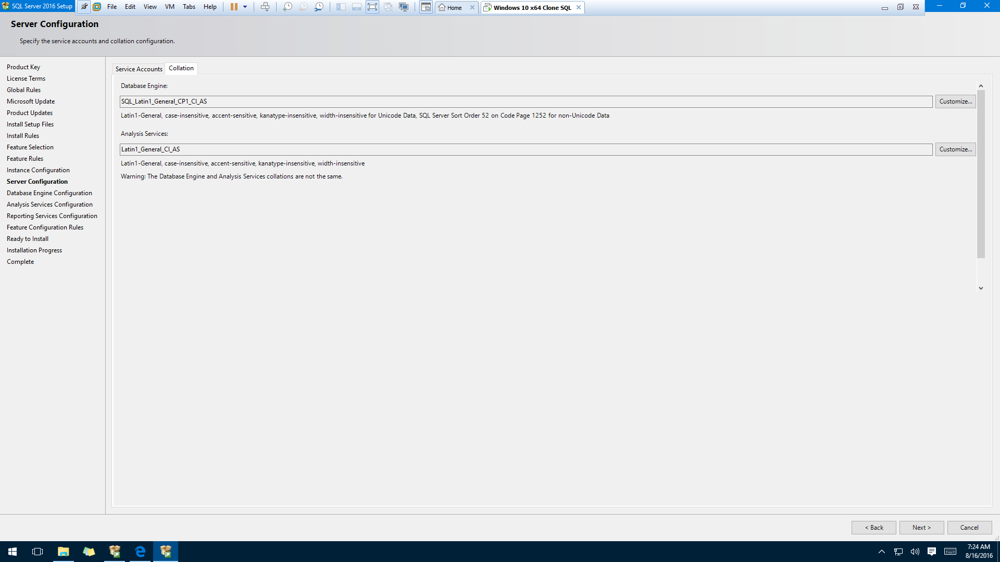 SQL Server 2016 Setup
File Edit View VM Tabs Help
Home
Windows 10 x64 Clone SQL
Server Configuration
Specify the service accounts and collation configuration.
Product Key
License Terms
Global Rules
Microsoft Update
Product Updates
Install Setup Files
Install Rules
Feature Selection
Feature Rules
Instance Configuration
Server Configuration
Database Engine Configuration
Analysis Services Configuration
Reporting Services Configuration
Feature Configuration Rules
Ready to Install
Installation Progress
Complete
Service Accounts Collation
Database Engine:
SQL_Latin1_General_CP1_CI_AS
Customize...
Latin1-General, case-insensitive, accent-sensitive, kanatype-insensitive, width-insensitive for Unicode Data, SQL Server Sort Order 52 on Code Page 1252 for non-Unicode Data
Analysis Services:
Latin1_General_CI_AS
Customize...
Latin1-General, case-insensitive, accent-sensitive, kanatype-insensitive, width-insensitive
Warning: The Database Engine and Analysis Services collations are not the same.
< Back Next > Cancel
7:24 AM
8/16/2016